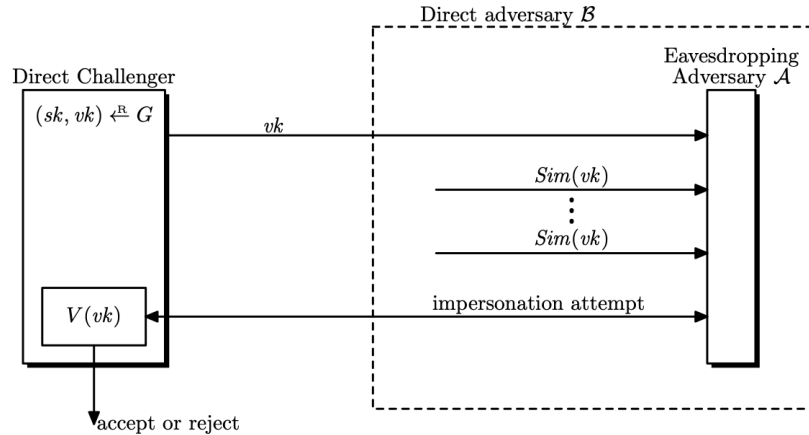 Direct adversary 𝓑
Direct Challenger
Eavesdropping
Adversary 𝓐
(sk, vk) ←ᴿ G
vk
Sim(vk)
⋮
Sim(vk)
impersonation attempt
V(vk)
accept or reject